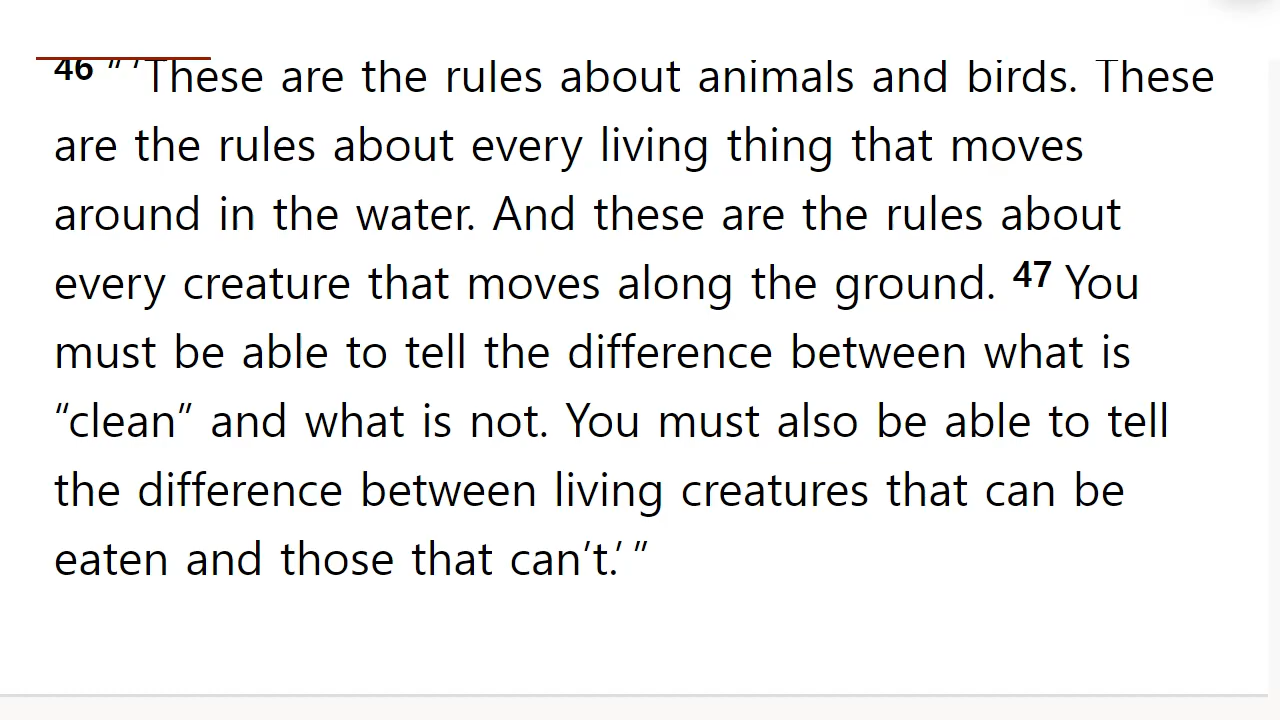 46 “ ‘These are the rules about animals and birds. These
are the rules about every living thing that moves
around in the water. And these are the rules about
every creature that moves along the ground. 47 You
must be able to tell the difference between what is
“clean” and what is not. You must also be able to tell
the difference between living creatures that can be
eaten and those that can’t.’ ”